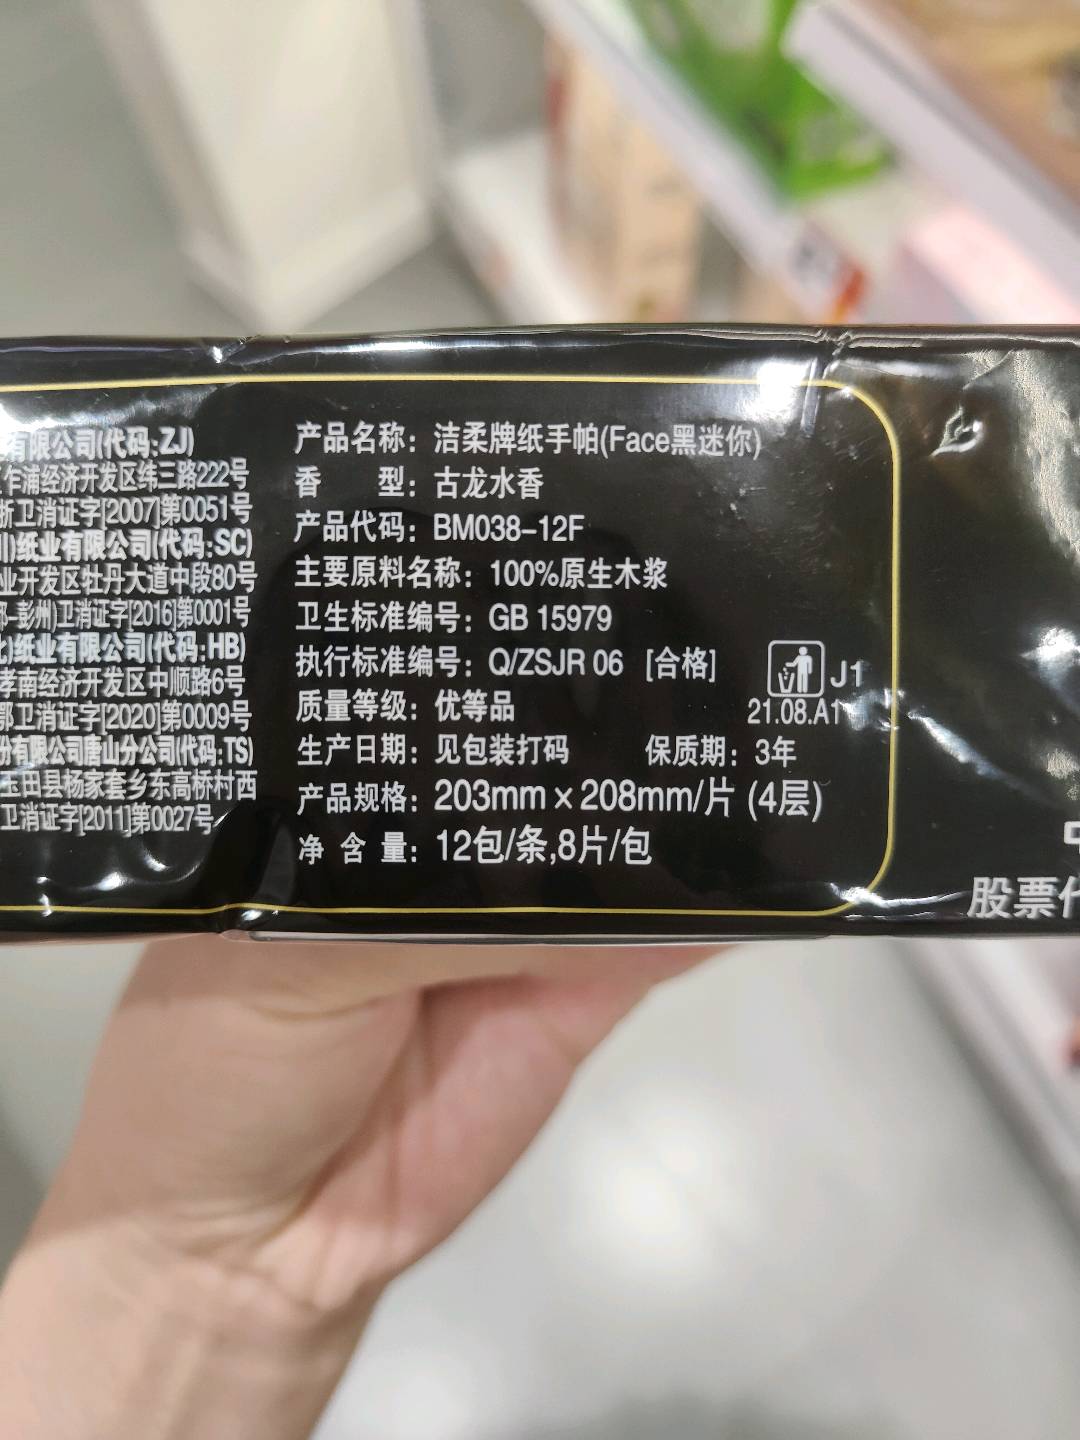 有限公司(代码:ZJ)
乍浦经济开发区纬三路222号
浙卫消证字[2007]第0051号
川)纸业有限公司(代码:SC)
业开发区牡丹大道中段80号
彭州)卫消证字[2016]第0001号
北)纸业有限公司(代码:HB)
孝南经济开发区中顺路6号
鄂卫消证字[2020]第0009号
份有限公司唐山分公司(代码:TS)
玉田县杨家套乡东高桥村西
卫消证字[2011]第0027号
产品名称：洁柔牌纸手帕(Face黑迷你)
香 型：古龙水香
产品代码：BM038-12F
主要原料名称：100%原生木浆
卫生标准编号：GB 15979
执行标准编号：Q/ZSJR 06 [合格]
质量等级：优等品
生产日期：见包装打码 保质期：3年
产品规格：203mm×208mm/片 (4层)
净 含 量：12包/条,8片/包
J1
21.08.A1
股票代